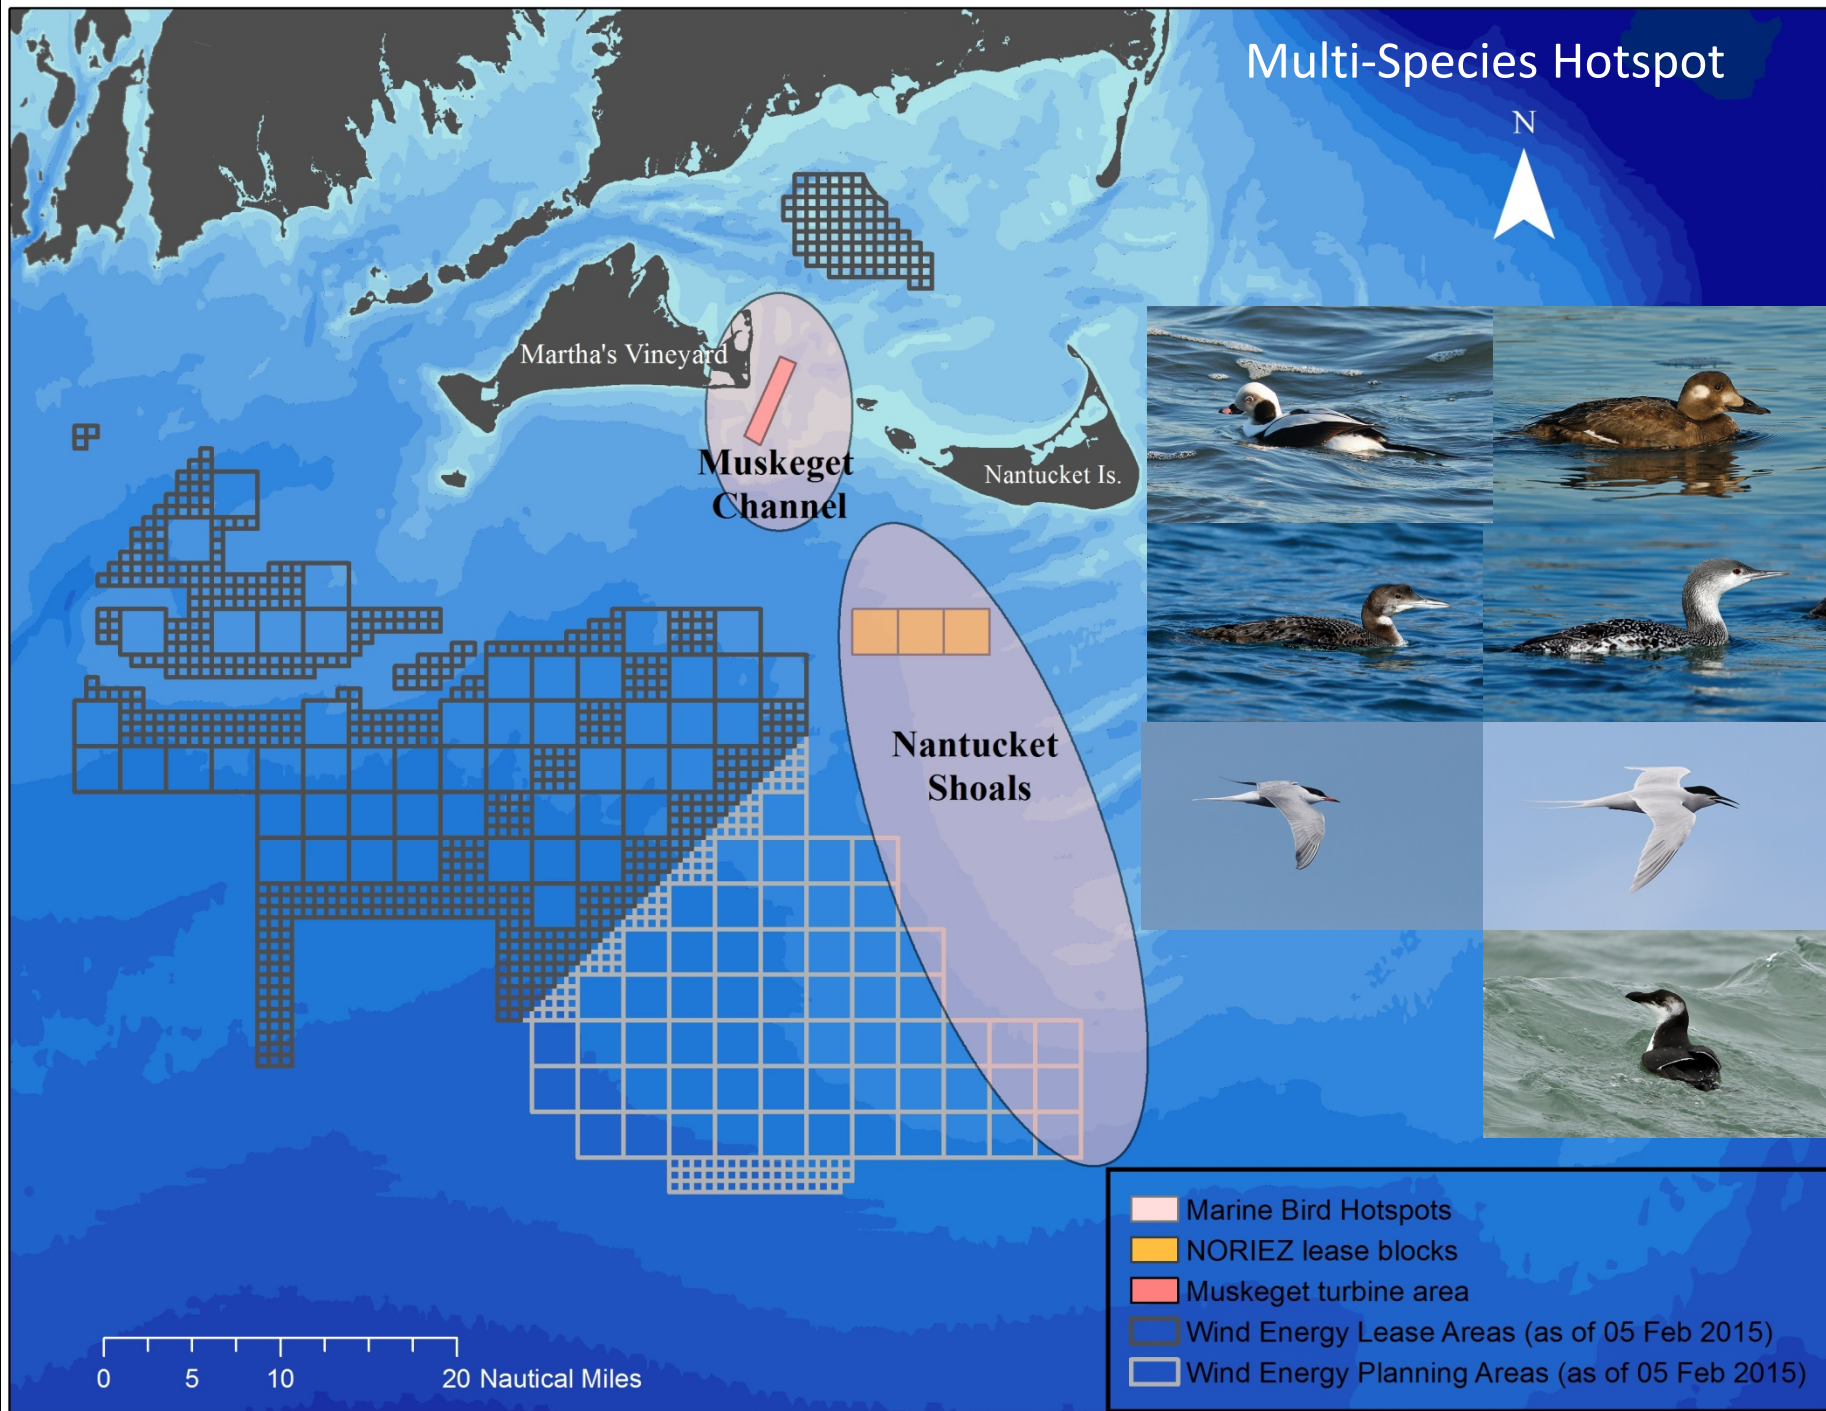 Multi-Species Hotspot
N
Martha's Vineyard
Muskeget
Channel
Nantucket Is.
Nantucket
Shoals
Marine Bird Hotspots
NORIEZ lease blocks
Muskeget turbine area
Wind Energy Lease Areas (as of 05 Feb 2015)
Wind Energy Planning Areas (as of 05 Feb 2015)
0 5 10 20 Nautical Miles